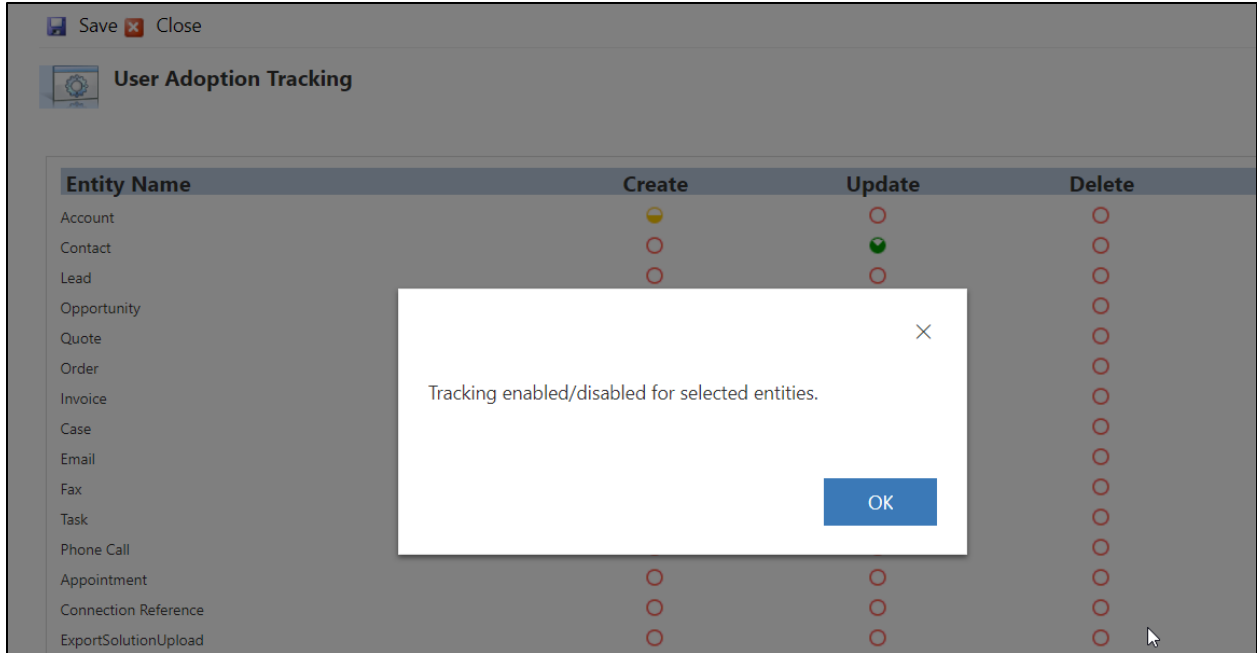 Save Close
User Adoption Tracking
Entity Name Create Update Delete
Account
Contact
Lead
Opportunity
Quote
Order
Invoice
Case
Email
Fax
Task
Phone Call
Appointment
Connection Reference
ExportSolutionUpload
Tracking enabled/disabled for selected entities.
OK